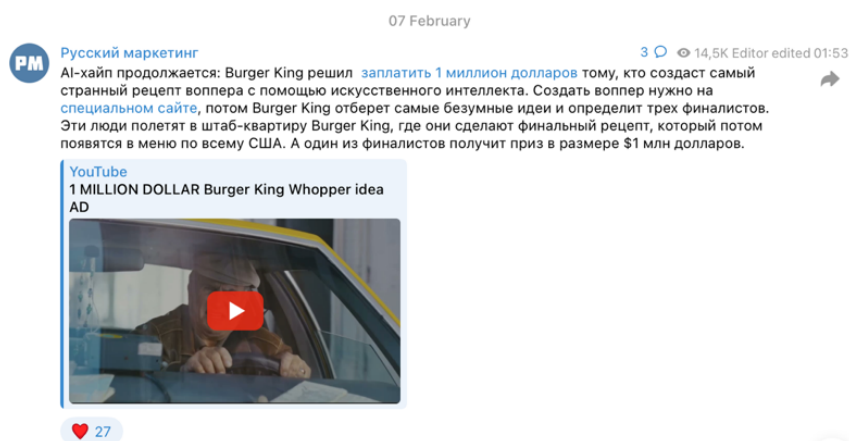 07 February
РМ
Русский маркетинг
3 14,5K Editor edited 01:53
AI-хайп продолжается: Burger King решил заплатить 1 миллион долларов тому, кто создаст самый
странный рецепт воппера с помощью искусственного интеллекта. Создать воппер нужно на
специальном сайте, потом Burger King отберет самые безумные идеи и определит трех финалистов.
Эти люди полетят в штаб-квартиру Burger King, где они сделают финальный рецепт, который потом
появятся в меню по всему США. А один из финалистов получит приз в размере $1 млн долларов.
YouTube
1 MILLION DOLLAR Burger King Whopper idea
AD
27